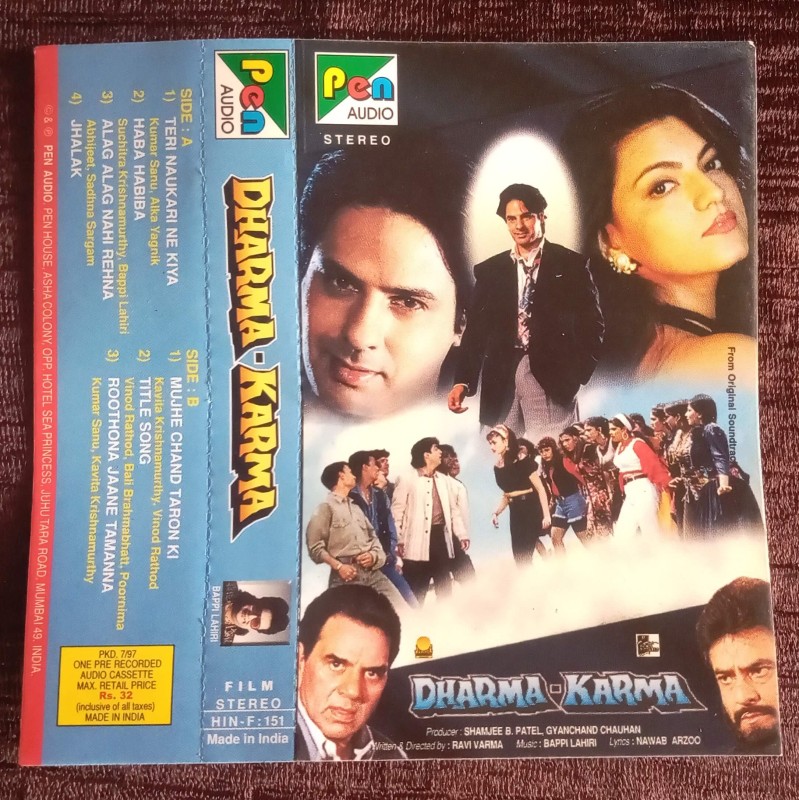 SIDE : A
1) TERI NAUKARI NE KIYA
Kumar Sanu, Alka Yagnik
2) HABA HABIBA
Suchitra Krishnamurthy, Bappi Lahiri
3) ALAG ALAG NAHI REHNA
Abhijeet, Sadhna Sargam
4) JHALAK
SIDE : B
1) MUJHE CHAND TARON KI
Kavita Krishnamurthy, Vinod Rathod
2) TITLE SONG
Vinod Rathod, Bali Brahmabhatt, Poornima
3) ROOTHONA JAANE TAMANNA
Kumar Sanu, Kavita Krishnamurthy
© & ℗ PEN AUDIO, PEN HOUSE, ASHA COLONY, OPP. HOTEL SEA PRINCESS, JUHU TARA ROAD, MUMBAI 49. INDIA.
PKD. 7/97
ONE PRE RECORDED
AUDIO CASSETTE
MAX. RETAIL PRICE
Rs. 32
(inclusive of all taxes)
MADE IN INDIA
Pen
AUDIO
DHARMA-KARMA
BAPPI LAHIRI
FILM
STEREO
HIN-F:151
Made in India
Pen
AUDIO
STEREO
From Original Soundtrac
DHARMA-KARMA
Producer : SHAMJEE B. PATEL, GYANCHAND CHAUHAN
Written & Directed by : RAVI VARMA Music : BAPPI LAHIRI Lyrics : NAWAB ARZOO